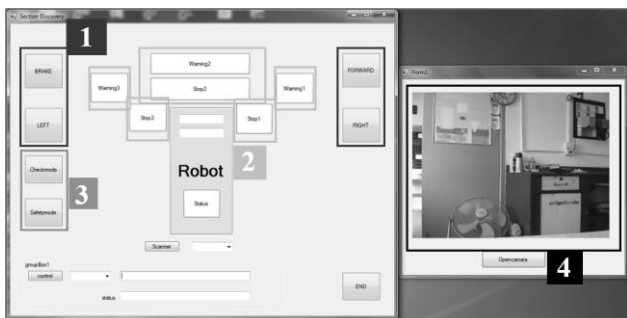 Section Discovery
1
BRAKE
LEFT
Warning2
Stop2
Warning3
Warning1
Stop3
Stop1
FORWARD
RIGHT
2
Robot
Status
Checkmode
Safetymode
3
Scanner
groupBox1
control
status
END
Form1
Opencamera
4